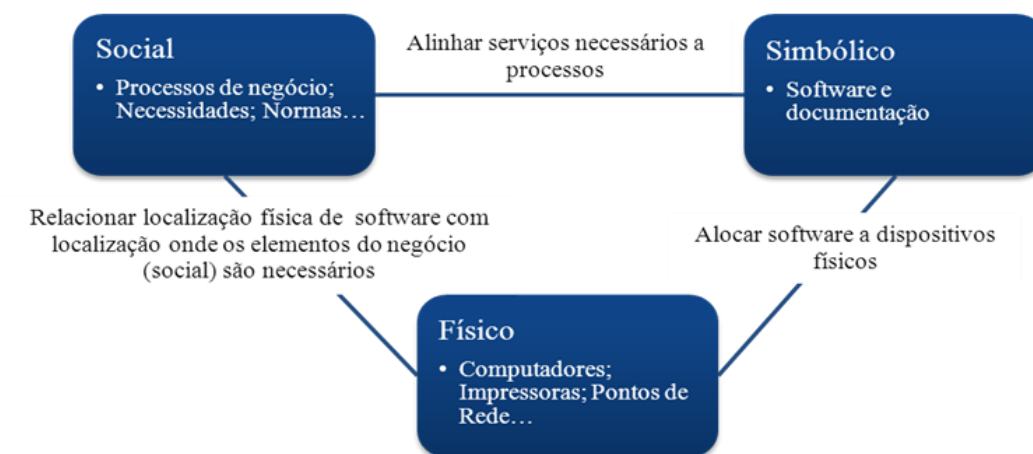 Social
• Processos de negócio;
Necessidades; Normas…
Alinhar serviços necessários a
processos
Simbólico
• Software e
documentação
Relacionar localização física de software com
localização onde os elementos do negócio
(social) são necessários
Alocar software a dispositivos
físicos
Físico
• Computadores;
Impressoras; Pontos de
Rede…